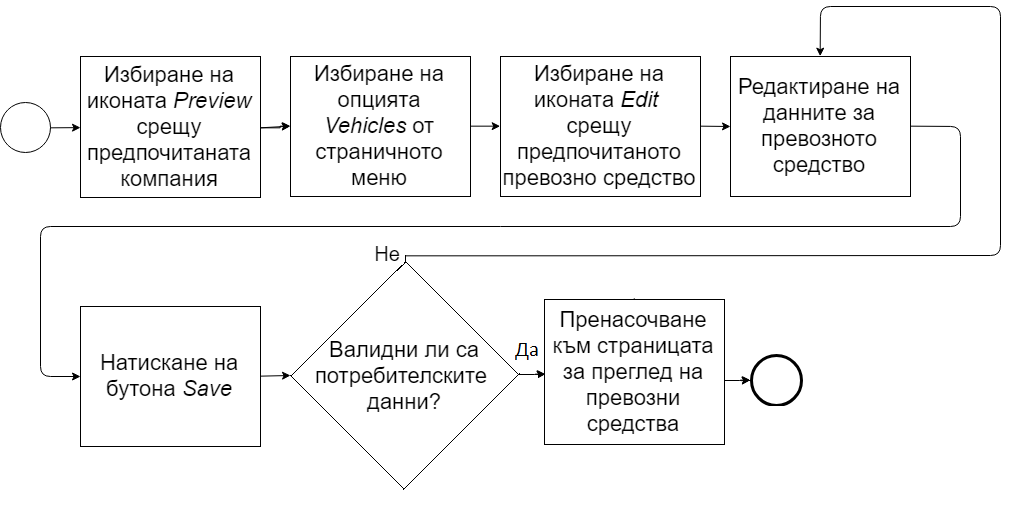 Избиране на
иконата Preview
срещу
предпочитаната
компания
Избиране на
опцията
Vehicles от
страничното
меню
Избиране на
иконата Edit
срещу
предпочитаното
превозно средство
Редактиране на
данните за
превозното
средство
Натискане на
бутона Save
Не
Валидни ли са
потребителските
данни?
Да
Пренасочване
към страницата
за преглед на
превозни
средства